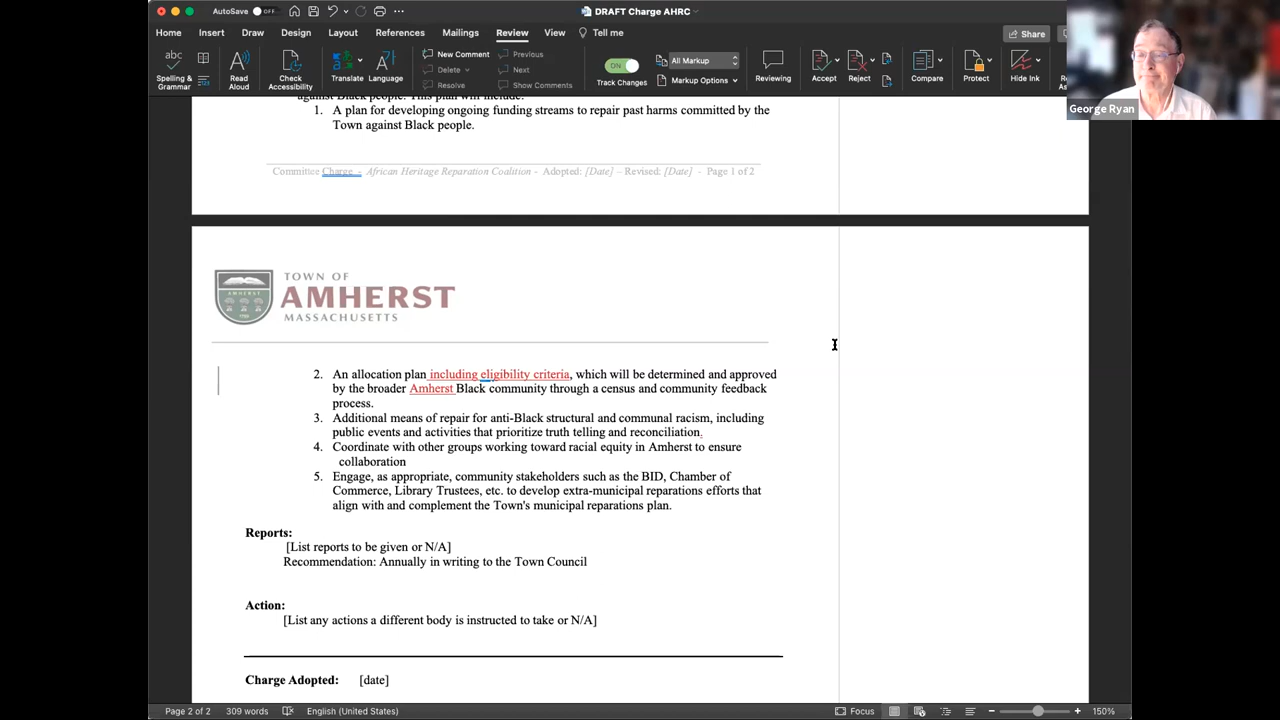 AutoSave OFF DRAFT Charge AHRC
Home Insert Draw Design Layout References Mailings Review View Tell me Share
George Ryan
abc
Spelling & Grammar
Read Aloud
Check Accessibility
Translate Language
New Comment
Delete
Resolve
Previous
Next
Show Comments
ON
Track Changes
All Markup
Markup Options
Reviewing
Accept Reject
Compare
Protect
Hide Ink
against Black people. This plan will include:
1. A plan for developing ongoing funding streams to repair past harms committed by the
Town against Black people.
Committee Charge - African Heritage Reparation Coalition - Adopted: [Date] – Revised: [Date] - Page 1 of 2
TOWN OF
AMHERST
MASSACHUSETTS
2. An allocation plan including eligibility criteria, which will be determined and approved
by the broader Amherst Black community through a census and community feedback
process.
3. Additional means of repair for anti-Black structural and communal racism, including
public events and activities that prioritize truth telling and reconciliation.
4. Coordinate with other groups working toward racial equity in Amherst to ensure
collaboration
5. Engage, as appropriate, community stakeholders such as the BID, Chamber of
Commerce, Library Trustees, etc. to develop extra-municipal reparations efforts that
align with and complement the Town's municipal reparations plan.
Reports:
[List reports to be given or N/A]
Recommendation: Annually in writing to the Town Council
Action:
[List any actions a different body is instructed to take or N/A]
Charge Adopted: [date]
Page 2 of 2 309 words English (United States) Focus 150%